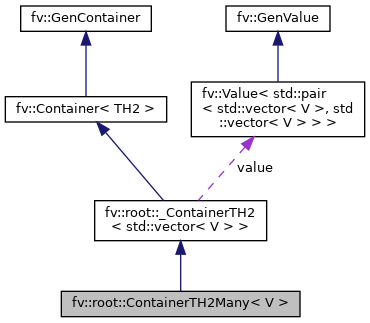 fv::GenContainer
fv::GenValue
fv::Container< TH2 >
fv::Value< std::pair
< std::vector< V >, std
::vector< V > > >
value
fv::root::_ContainerTH2
< std::vector< V > >
fv::root::ContainerTH2Many< V >